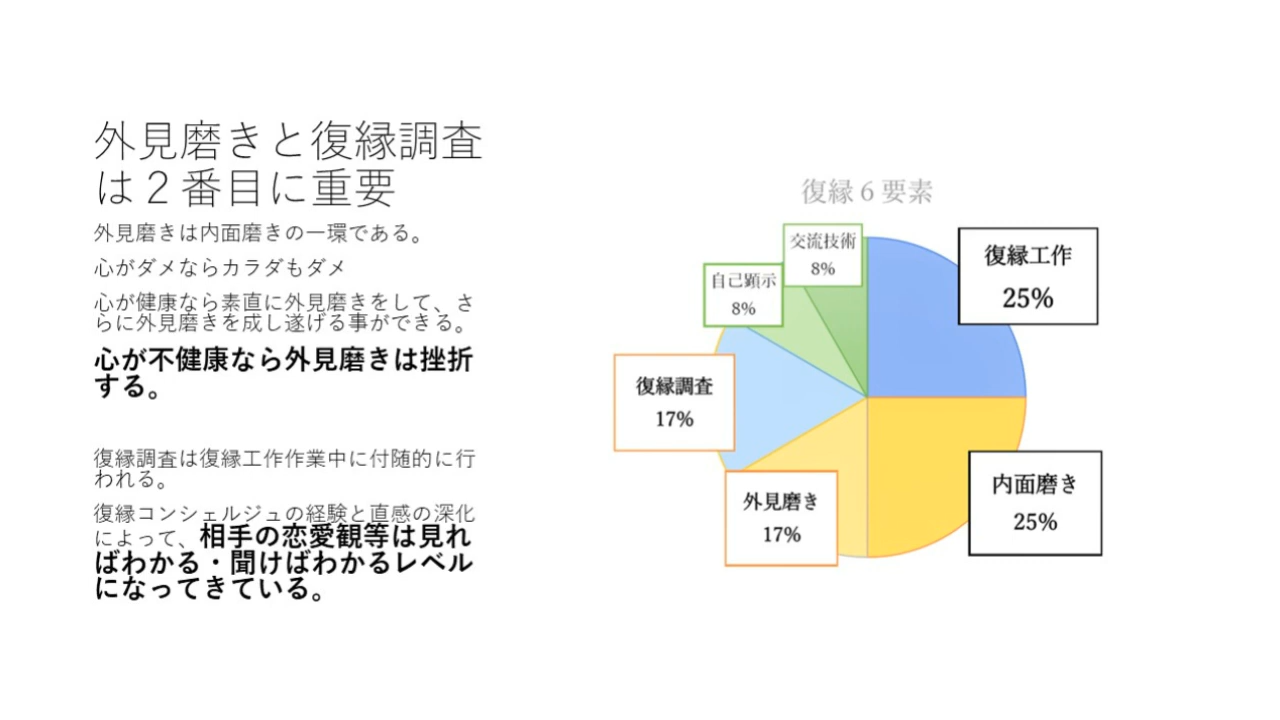 外見磨きと復縁調査
は２番目に重要
外見磨きは内面磨きの一環である。
心がダメならカラダもダメ
心が健康なら素直に外見磨きをして、さ
らに外見磨きを成し遂げる事ができる。
心が不健康なら外見磨きは挫折
する。
復縁調査は復縁工作作業中に付随的に行
われる。
復縁コンシェルジュの経験と直感の深化
によって、相手の恋愛観等は見れ
ばわかる・聞けばわかるレベル
になってきている。
復縁６要素
交流技術
8%
復縁工作
25%
自己顕示
8%
復縁調査
17%
外見磨き
17%
内面磨き
25%